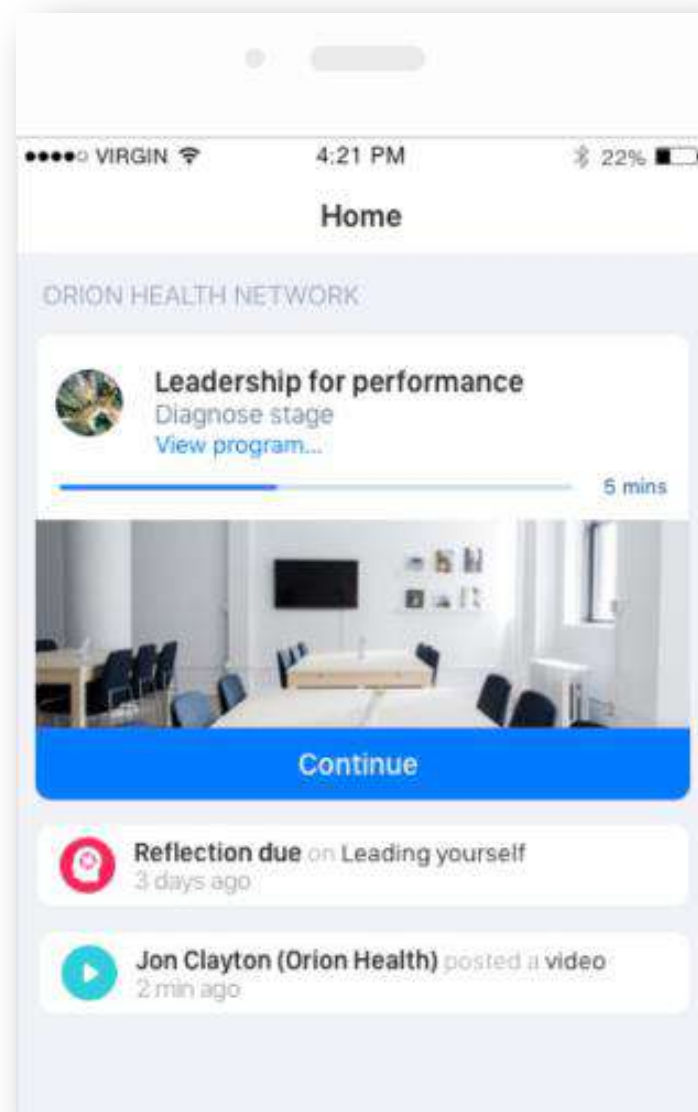 VIRGIN 4:21 PM 22%
Home
ORION HEALTH NETWORK
Leadership for performance
Diagnose stage
View program...
5 mins
Continue
Reflection due on Leading yourself
3 days ago
Jon Clayton (Orion Health) posted a video
2 min ago